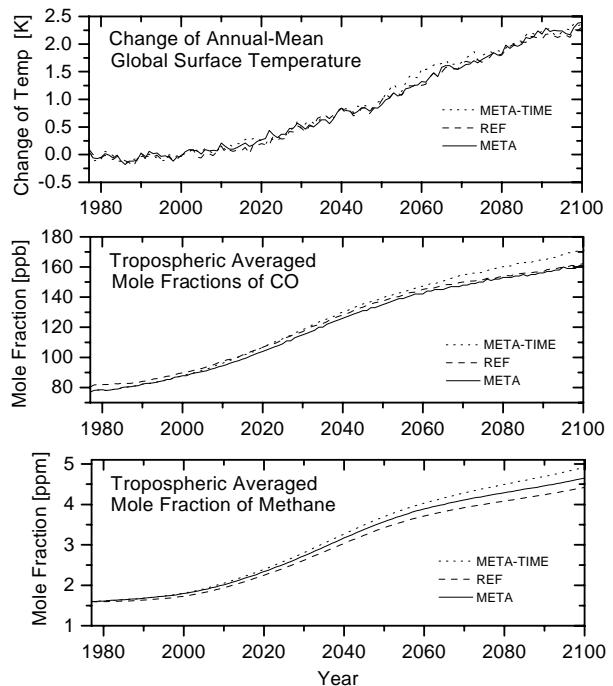 Change of Temp [K]
2.5
2.0
1.5
1.0
0.5
0.0
-0.5
Change of Annual-Mean
Global Surface Temperature
META-TIME
REF
META
1980 2000 2020 2040 2060 2080 2100
Mole Fraction [ppb]
180
160
140
120
100
80
Tropospheric Averaged
Mole Fractions of CO
META-TIME
REF
META
1980 2000 2020 2040 2060 2080 2100
Mole Fraction [ppm]
5
4
3
2
1
Tropospheric Averaged
Mole Fraction of Methane
META-TIME
REF
META
1980 2000 2020 2040 2060 2080 2100
Year